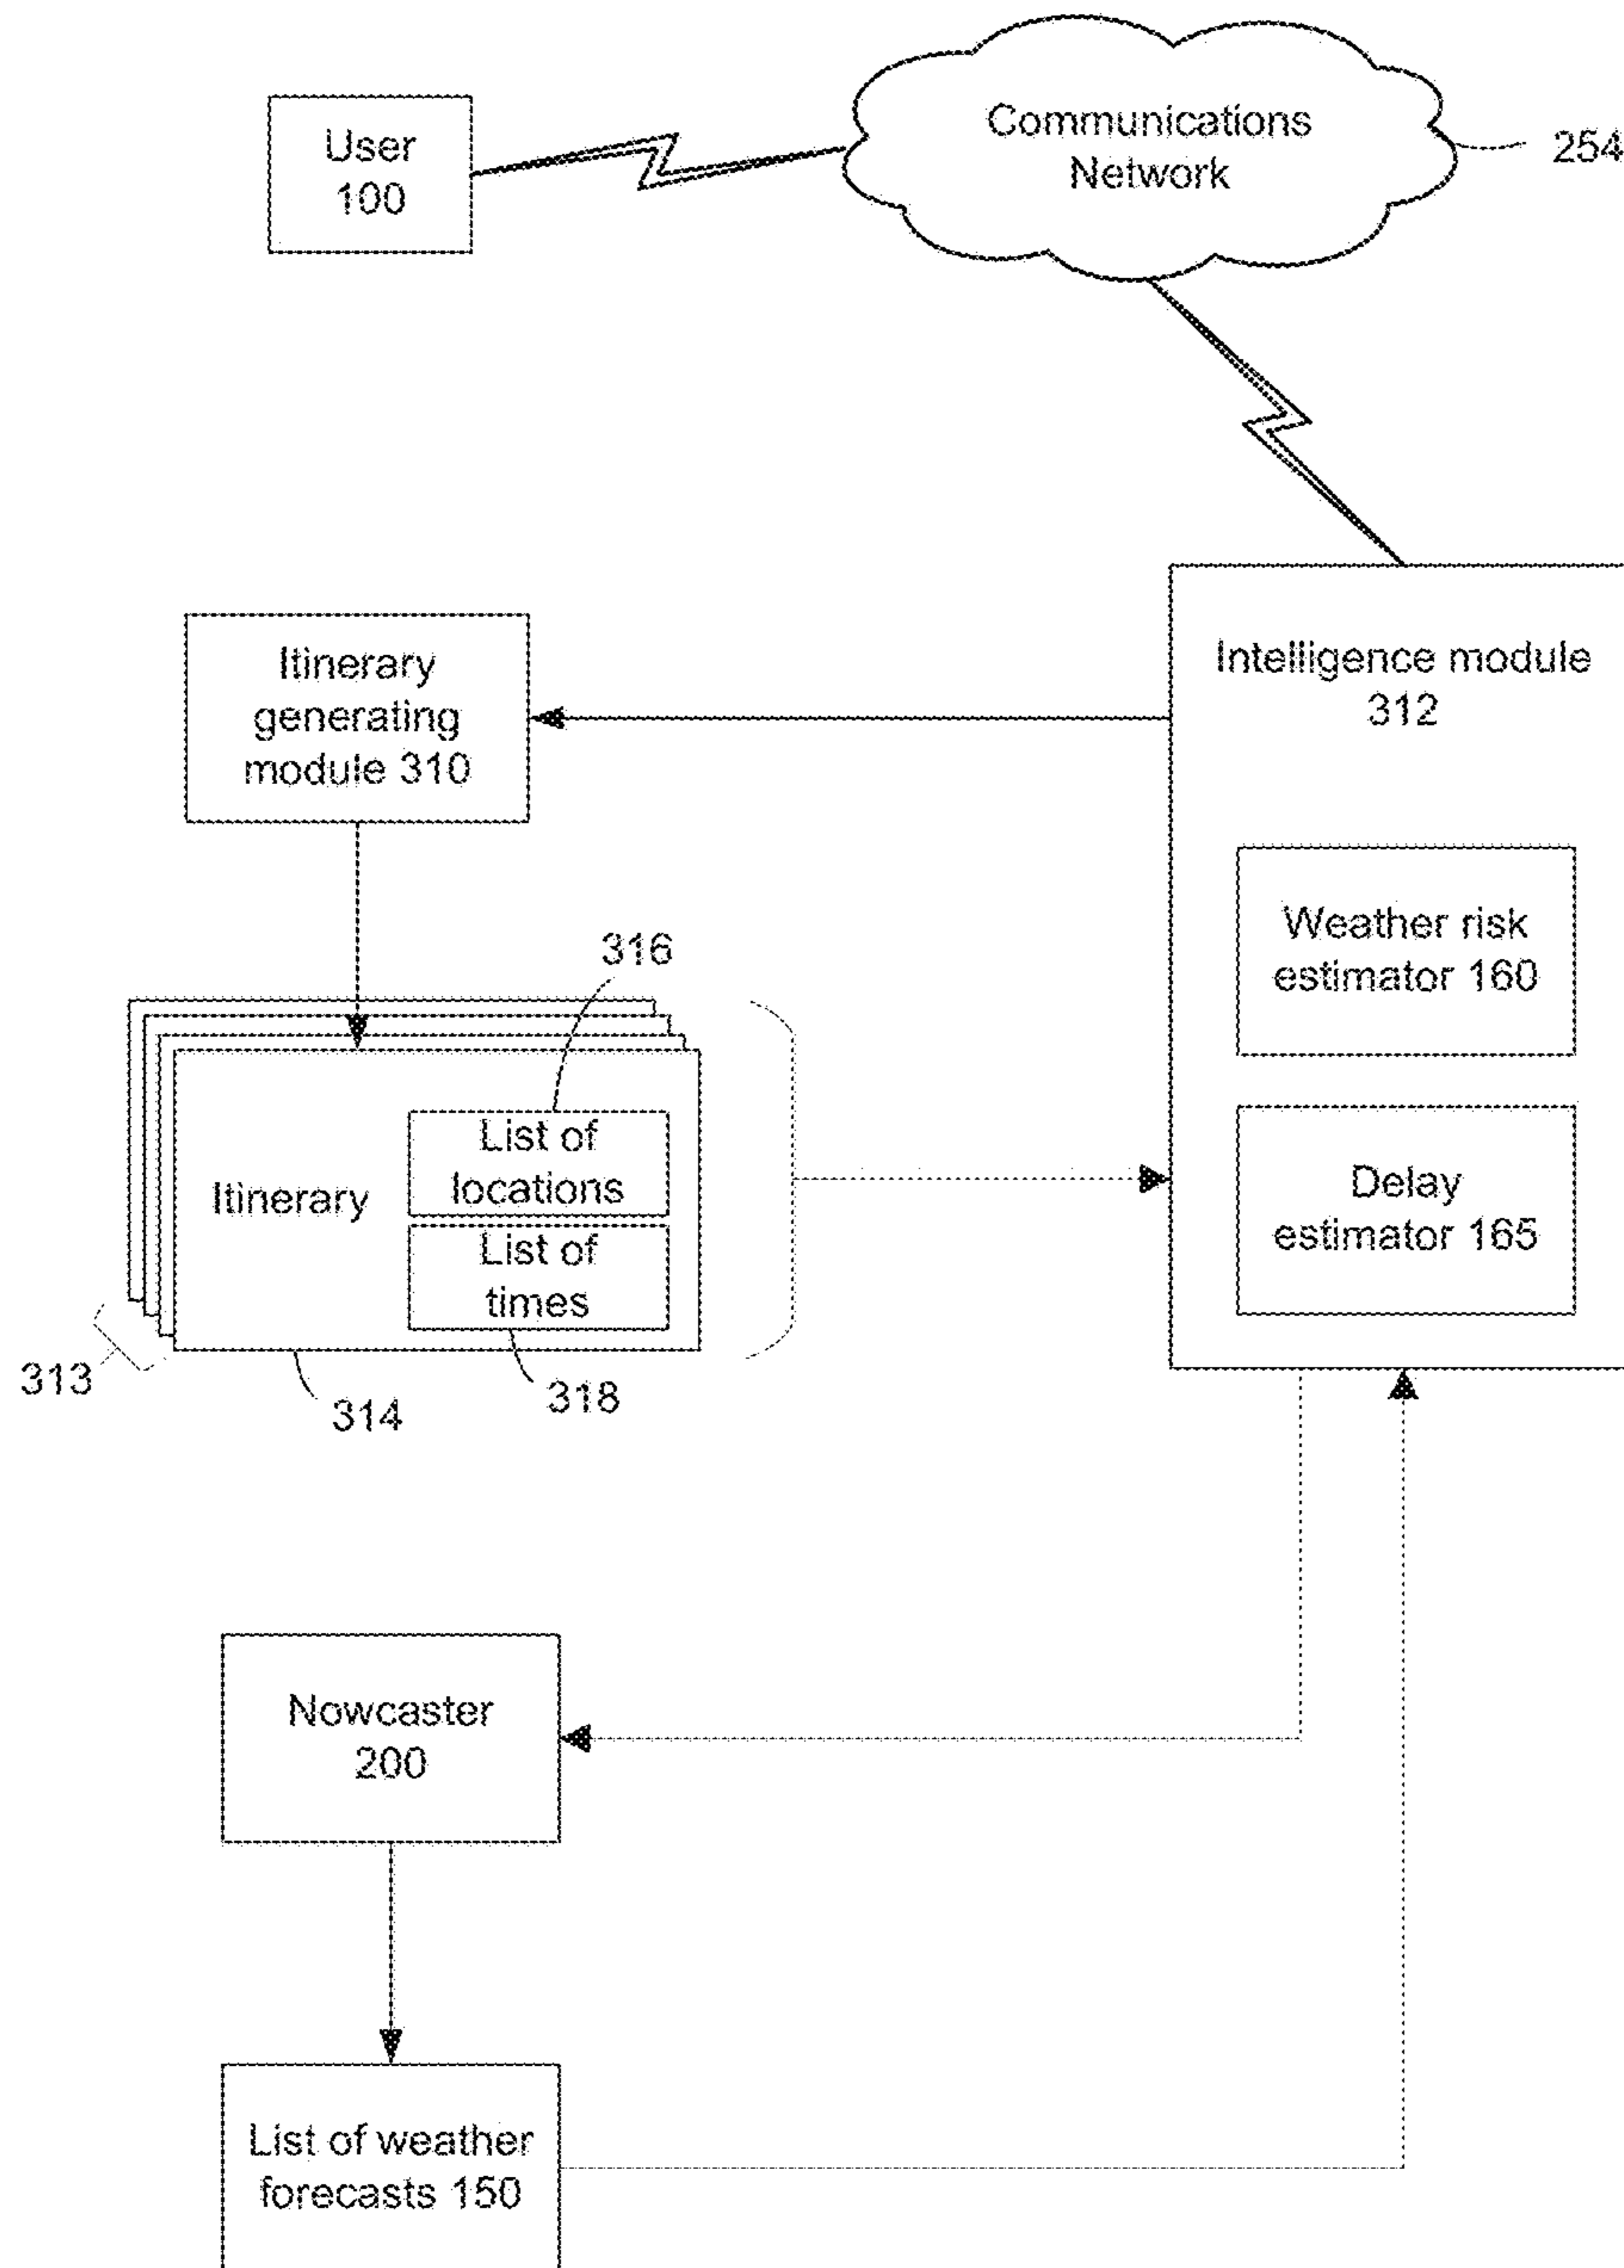 User
100
Communications
Network
254
Itinerary
generating
module 310
Intelligence module
312
Weather risk
estimator 160
316
List of
locations
Itinerary
List of
times
Delay
estimator 165
313
314
318
Nowcaster
200
List of weather
forecasts 150